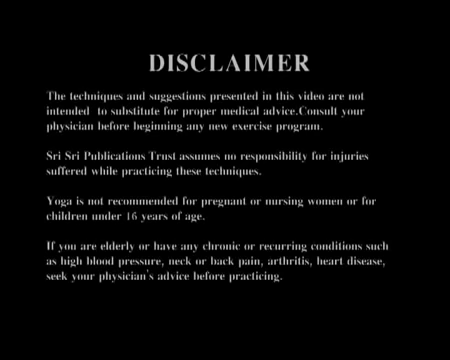 DISCLAIMER
The techniques and suggestions presented in this video are not
intended to substitute for proper medical advice.Consult your
physician before beginning any new exercise program.
Sri Sri Publications Trust assumes no responsibility for injuries
suffered while practicing these techniques.
Yoga is not recommended for pregnant or nursing women or for
children under 16 years of age.
If you are elderly or have any chronic or recurring conditions such
as high blood pressure, neck or back pain, arthritis, heart disease,
seek your physician's advice before practicing.